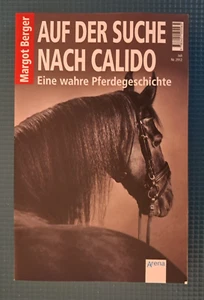 Margot Berger
AUF DER SUCHE
NACH CALIDO
Eine wahre Pferdegeschichte
Arena